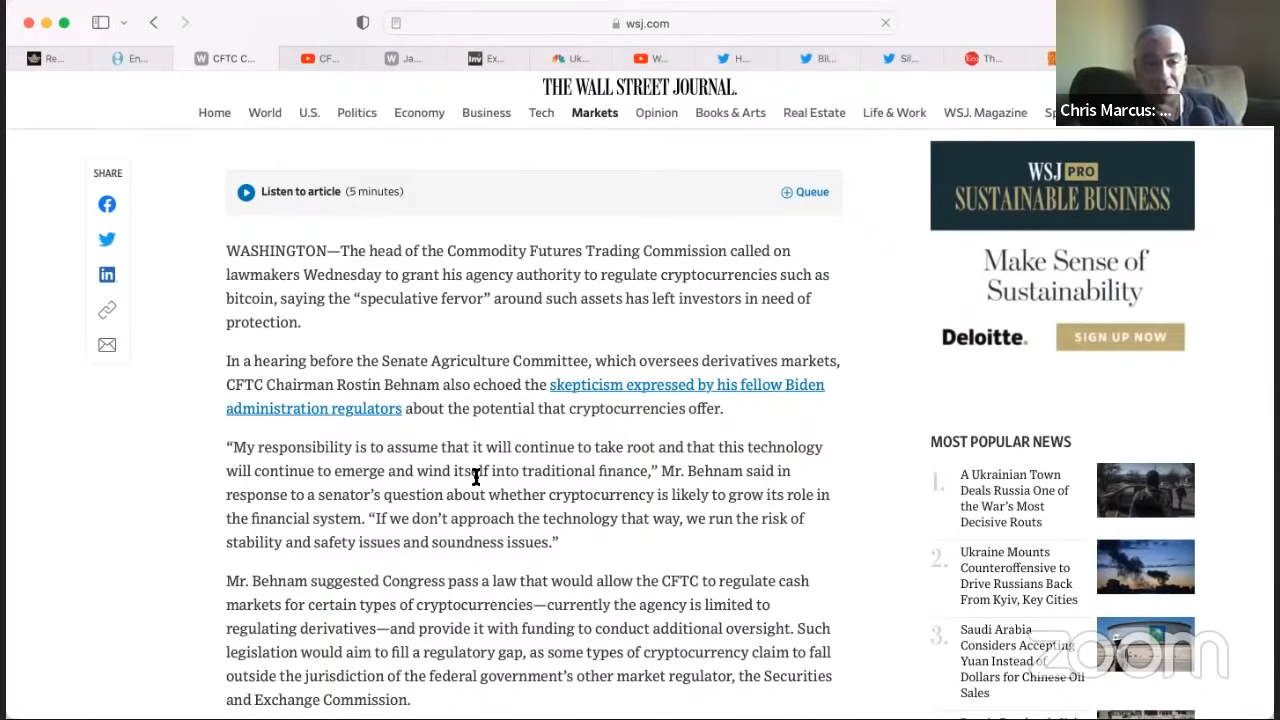 wsj.com
Re...
En...
CFTC C...
CF...
Ja...
Ex...
Uk...
W...
H...
Bil...
Sil...
Th...
THE WALL STREET JOURNAL.
Home World U.S. Politics Economy Business Tech Markets Opinion Books & Arts Real Estate Life & Work WSJ. Magazine Sp
Chris Marcus: ...
SHARE
Listen to article (5 minutes)
Queue
WASHINGTON—The head of the Commodity Futures Trading Commission called on
lawmakers Wednesday to grant his agency authority to regulate cryptocurrencies such as
bitcoin, saying the “speculative fervor” around such assets has left investors in need of
protection.
In a hearing before the Senate Agriculture Committee, which oversees derivatives markets,
CFTC Chairman Rostin Behnam also echoed the skepticism expressed by his fellow Biden
administration regulators about the potential that cryptocurrencies offer.
“My responsibility is to assume that it will continue to take root and that this technology
will continue to emerge and wind itself into traditional finance,” Mr. Behnam said in
response to a senator’s question about whether cryptocurrency is likely to grow its role in
the financial system. “If we don’t approach the technology that way, we run the risk of
stability and safety issues and soundness issues.”
Mr. Behnam suggested Congress pass a law that would allow the CFTC to regulate cash
markets for certain types of cryptocurrencies—currently the agency is limited to
regulating derivatives—and provide it with funding to conduct additional oversight. Such
legislation would aim to fill a regulatory gap, as some types of cryptocurrency claim to fall
outside the jurisdiction of the federal government’s other market regulator, the Securities
and Exchange Commission.
WSJ PRO
SUSTAINABLE BUSINESS
Make Sense of
Sustainability
Deloitte.
SIGN UP NOW
MOST POPULAR NEWS
1.
A Ukrainian Town
Deals Russia One of
the War’s Most
Decisive Routs
2.
Ukraine Mounts
Counteroffensive to
Drive Russians Back
From Kyiv, Key Cities
3.
Saudi Arabia
Considers Accepting
Yuan Instead of
Dollars for Chinese Oil
Sales
zoom